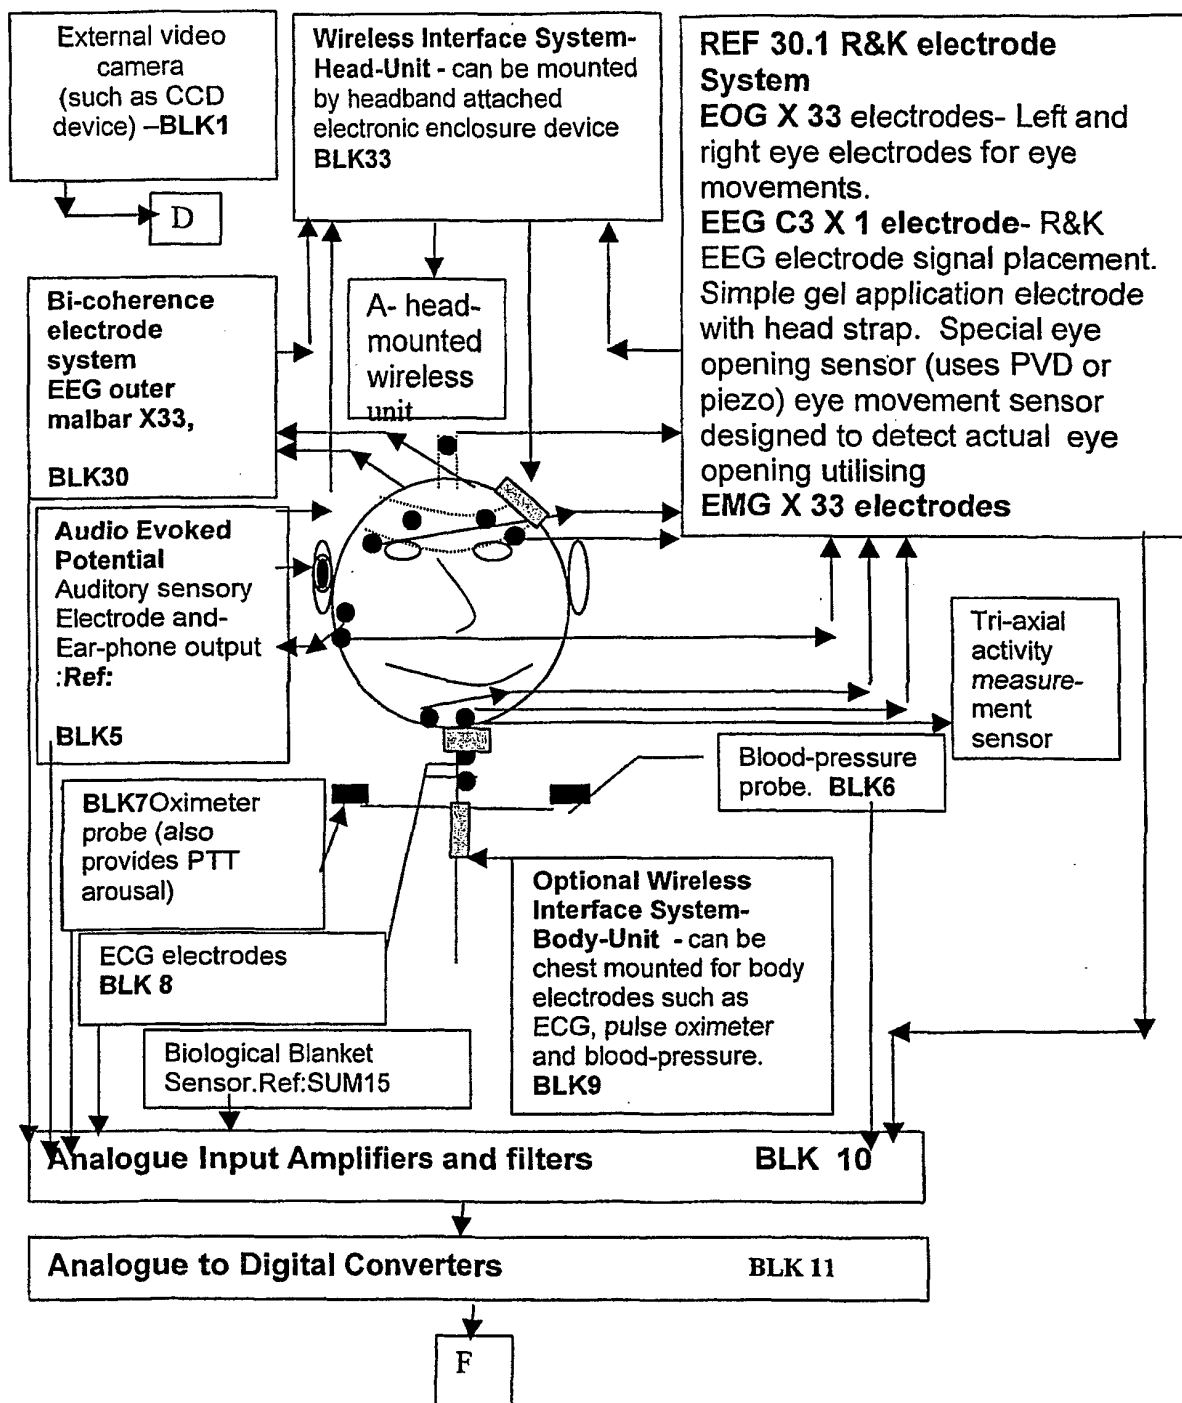 External video
camera
(such as CCD
device) –BLK1
D
Wireless Interface System-
Head-Unit - can be mounted
by headband attached
electronic enclosure device
BLK33
REF 30.1 R&K electrode
System
EOG X 33 electrodes- Left and
right eye electrodes for eye
movements.
EEG C3 X 1 electrode- R&K
EEG electrode signal placement.
Simple gel application electrode
with head strap. Special eye
opening sensor (uses PVD or
piezo) eye movement sensor
designed to detect actual eye
opening utilising
EMG X 33 electrodes
Bi-coherence
electrode
system
EEG outer
malbar X33,
BLK30
A- head-
mounted
wireless
unit
Audio Evoked
Potential
Auditory sensory
Electrode and-
Ear-phone output
:Ref:
BLK5
Tri-axial
activity
measure-
ment
sensor
Blood-pressure
probe. BLK6
BLK7Oximeter
probe (also
provides PTT
arousal)
Optional Wireless
Interface System-
Body-Unit - can be
chest mounted for body
electrodes such as
ECG, pulse oximeter
and blood-pressure.
BLK9
ECG electrodes
BLK 8
Biological Blanket
Sensor.Ref:SUM15
Analogue Input Amplifiers and filters BLK 10
Analogue to Digital Converters BLK 11
F